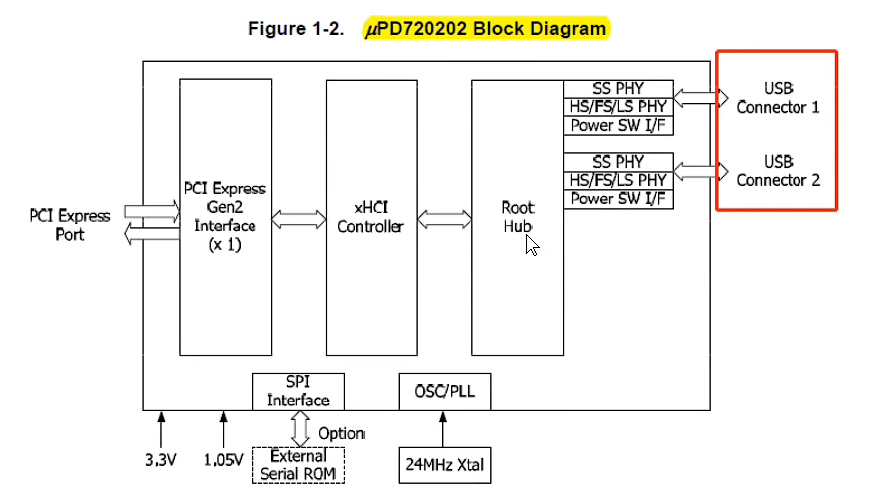 Figure 1-2. μPD720202 Block Diagram
SS PHY
HS/FS/LS PHY
Power SW I/F
USB
Connector 1
SS PHY
HS/FS/LS PHY
Power SW I/F
USB
Connector 2
PCI Express
Port
PCI Express
Gen2
Interface
(x 1)
xHCI
Controller
Root
Hub
SPI
Interface
OSC/PLL
Option
3.3V
1.05V
External
Serial ROM
24MHz Xtal